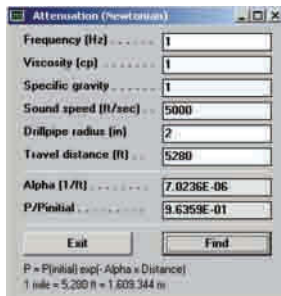 Attenuation (Newtonian)
Frequency (Hz) . . . . . . . 1
Viscosity (cp) . . . . . . . . 1
Specific gravity . . . . . . . 1
Sound speed (ft/sec) . . 5000
Drillpipe radius (in) 2
Travel distance (ft) . . . 5280
Alpha (1/ft) . . . . . . . . . 7.0236E-06
P/Pinitial . . . . . . . . . . . 9.6359E-01
Exit Find
P = P(initial) exp(- Alpha x Distance)
1 mile = 5,280 ft = 1,609.344 m